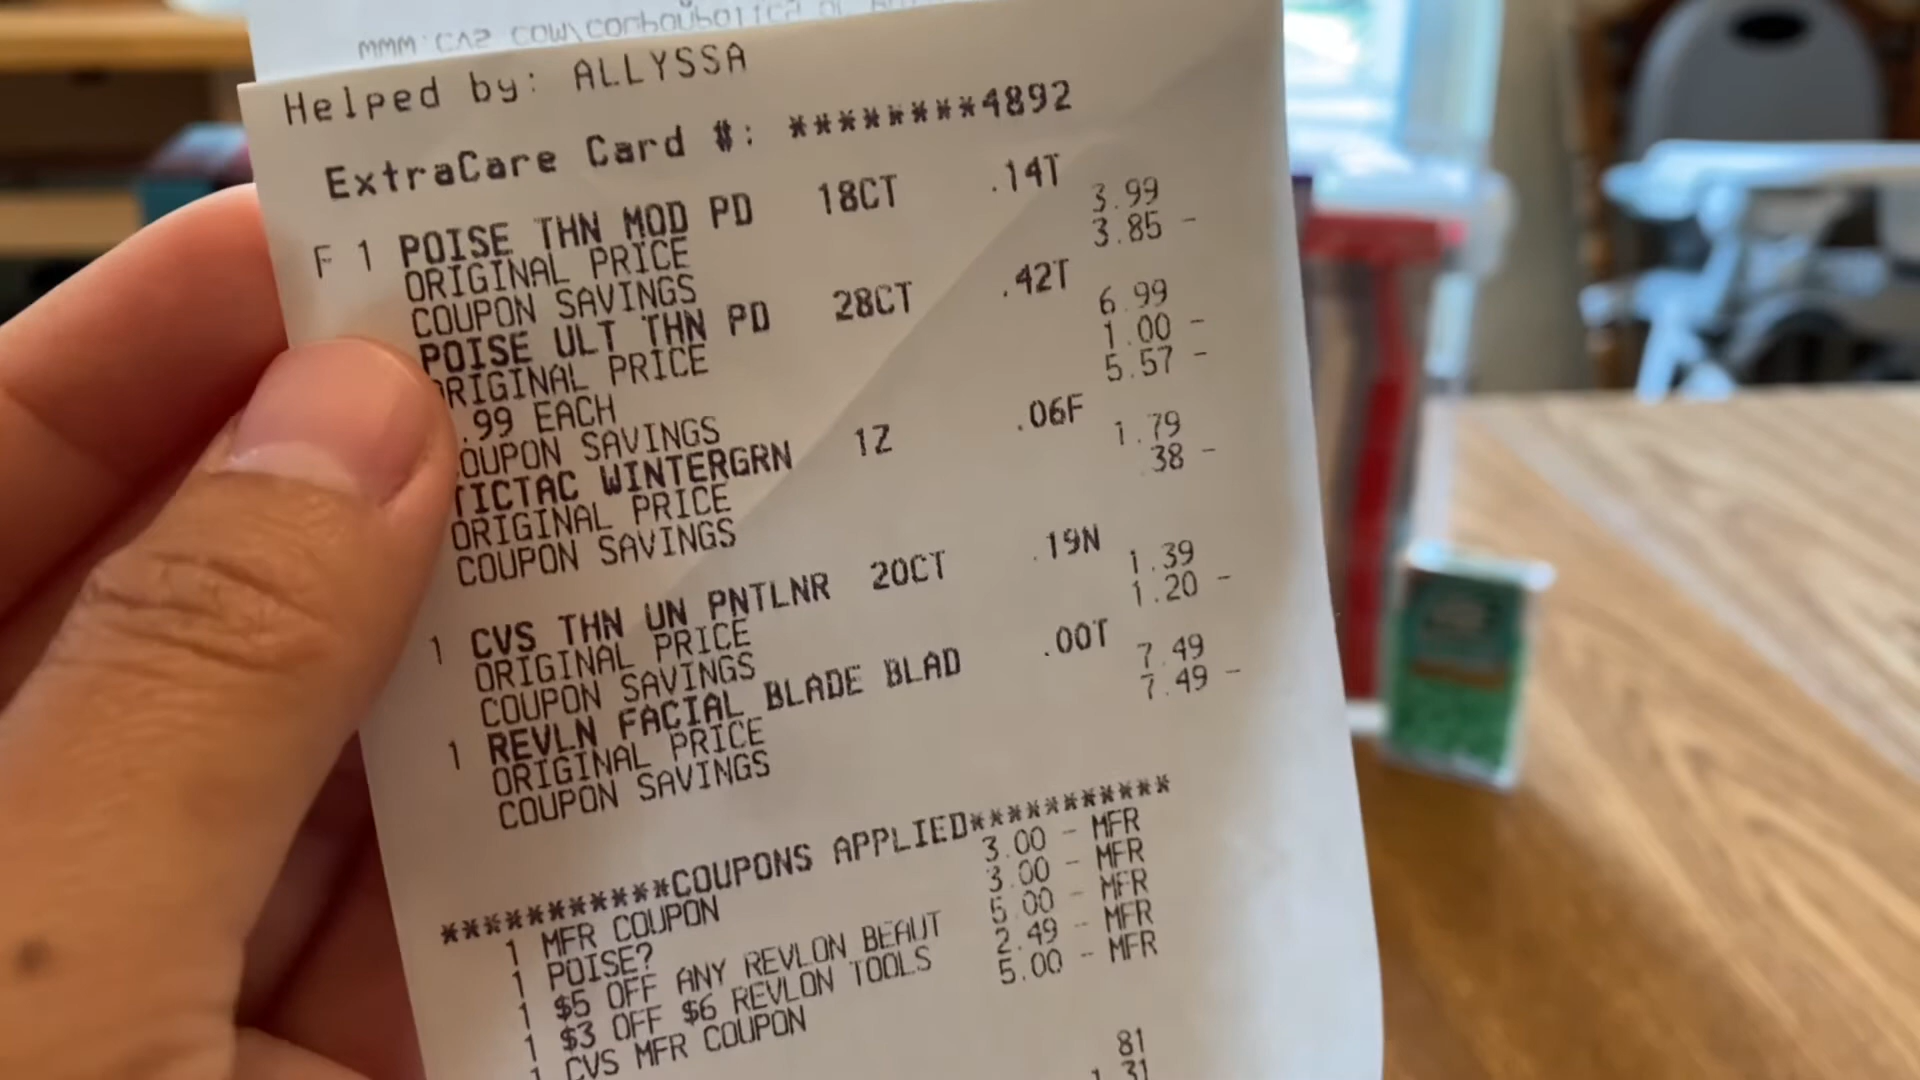 Helped by: ALLYSSA
ExtraCare Card #: ********4892
F 1 POISE THN MOD PD 18CT .14T
ORIGINAL PRICE 3.99
COUPON SAVINGS 3.85 -
POISE ULT THN PD 28CT .42T
ORIGINAL PRICE 6.99
.99 EACH 1.00 -
COUPON SAVINGS 5.57 -
TICTAC WINTERGRN 1Z .06F
ORIGINAL PRICE 1.79
COUPON SAVINGS .38 -
1 CVS THN UN PNTLNR 20CT .19N
ORIGINAL PRICE 1.39
COUPON SAVINGS 1.20 -
1 REVLN FACIAL BLADE BLAD .00T
ORIGINAL PRICE 7.49
COUPON SAVINGS 7.49 -
**********COUPONS APPLIED**********
1 MFR COUPON 3.00 - MFR
1 POISE? 3.00 - MFR
1 $5 OFF ANY REVLON BEAUT 5.00 - MFR
1 $3 OFF $6 REVLON TOOLS 2.49 - MFR
1 CVS MFR COUPON 5.00 - MFR
81
1.31